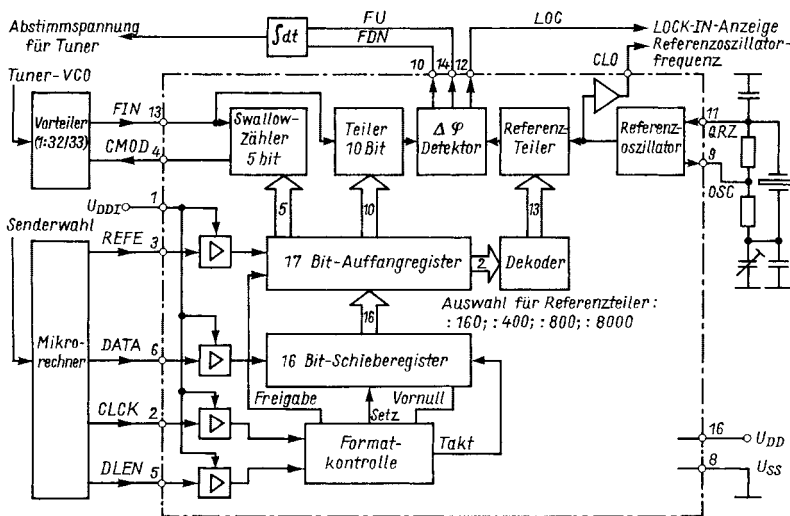 Abstimmspannung
für Tuner
∫dt
FU
FDN
LOC
LOCK-IN-Anzeige
Referenzoszillator-
frequenz
CLO
10
14
12
Tuner-VCO
Vorteiler
(1:32/33)
FIN
13
CMOD
4
Swallow-
Zähler
5 bit
Teiler
10 Bit
Δφ
Detektor
Referenz-
Teiler
Referenz-
oszillator
11
QRZ
9
OSC
U_DDI
1
5
10
13
Senderwahl
REFE
3
17 Bit-Auffangregister
2
Dekoder
16
Auswahl für Referenzteiler:
:160; :400; :800; :8000
Mikro-
rechner
DATA
6
16 Bit-Schieberegister
Freigabe
Setz
Vornull
CLCK
2
Format-
kontrolle
Takt
DLEN
5
16
U_DD
8
U_SS